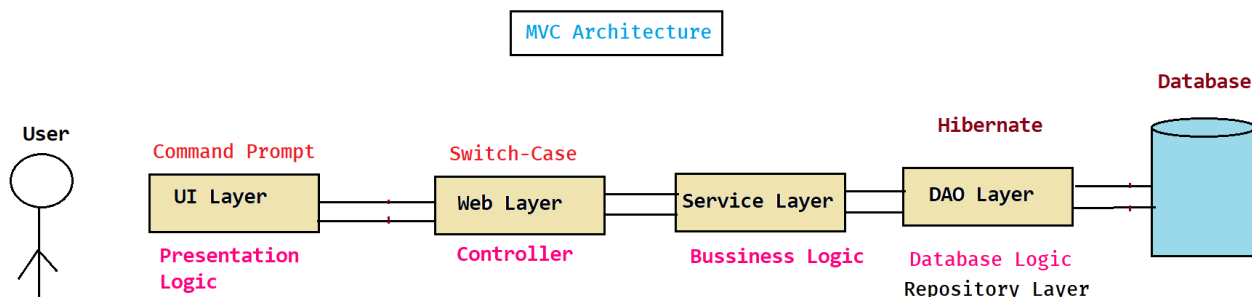 MVC Architecture
Database
User
Hibernate
Command Prompt
Switch-Case
UI Layer
Web Layer
Service Layer
DAO Layer
Presentation
Logic
Controller
Bussiness Logic
Database Logic
Repository Layer